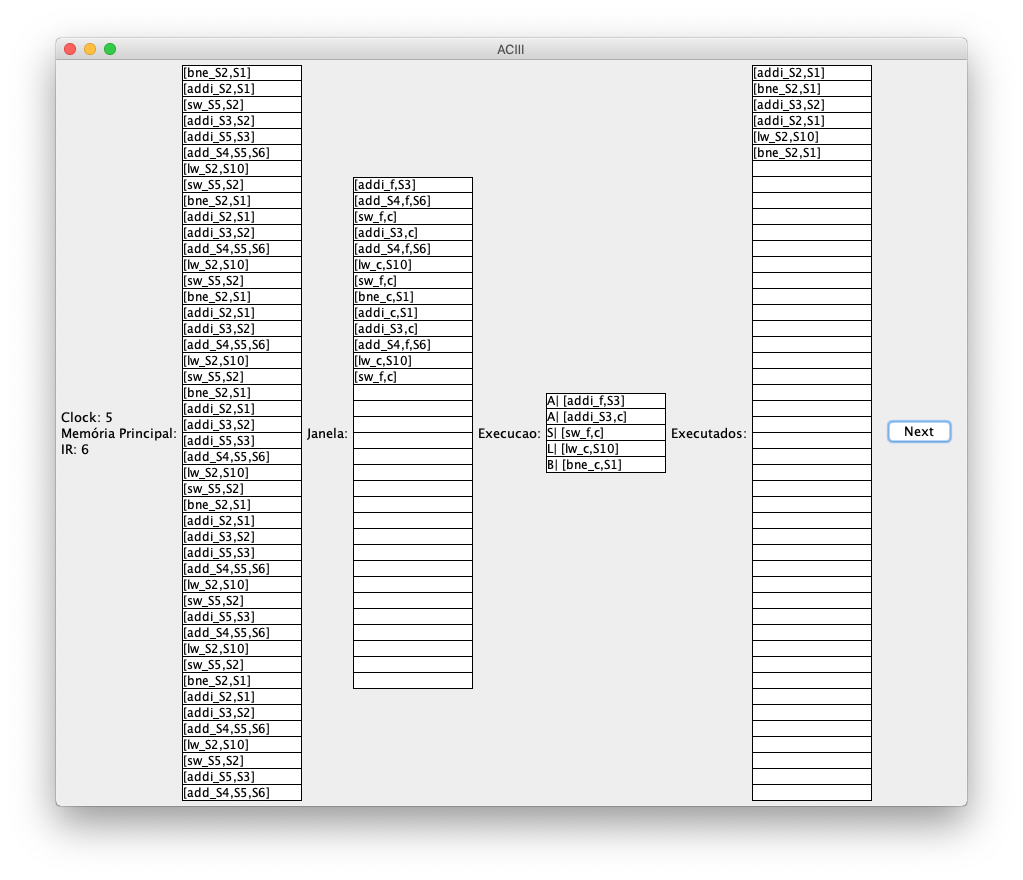 ACIII
Clock: 5
Memória Principal:
IR: 6
[bne_S2,S1]
[addi_S2,S1]
[sw_S5,S2]
[addi_S3,S2]
[addi_S5,S3]
[add_S4,S5,S6]
[lw_S2,S10]
[sw_S5,S2]
[bne_S2,S1]
[addi_S2,S1]
[addi_S3,S2]
[add_S4,S5,S6]
[lw_S2,S10]
[sw_S5,S2]
[bne_S2,S1]
[addi_S2,S1]
[addi_S3,S2]
[add_S4,S5,S6]
[lw_S2,S10]
[sw_S5,S2]
[bne_S2,S1]
[addi_S2,S1]
[addi_S3,S2]
[addi_S5,S3]
[add_S4,S5,S6]
[lw_S2,S10]
[sw_S5,S2]
[bne_S2,S1]
[addi_S2,S1]
[addi_S3,S2]
[addi_S5,S3]
[add_S4,S5,S6]
[lw_S2,S10]
[sw_S5,S2]
[addi_S5,S3]
[add_S4,S5,S6]
[lw_S2,S10]
[sw_S5,S2]
[bne_S2,S1]
[addi_S2,S1]
[addi_S3,S2]
[add_S4,S5,S6]
[lw_S2,S10]
[sw_S5,S2]
[addi_S5,S3]
[add_S4,S5,S6]
Janela:
[addi_f,S3]
[add_S4,f,S6]
[sw_f,c]
[addi_S3,c]
[add_S4,f,S6]
[lw_c,S10]
[sw_f,c]
[bne_c,S1]
[addi_c,S1]
[addi_S3,c]
[add_S4,f,S6]
[lw_c,S10]
[sw_f,c]
Execucao:
A| [addi_f,S3]
A| [addi_S3,c]
S| [sw_f,c]
L| [lw_c,S10]
B| [bne_c,S1]
Executados:
[addi_S2,S1]
[bne_S2,S1]
[addi_S3,S2]
[addi_S2,S1]
[lw_S2,S10]
[bne_S2,S1]
Next